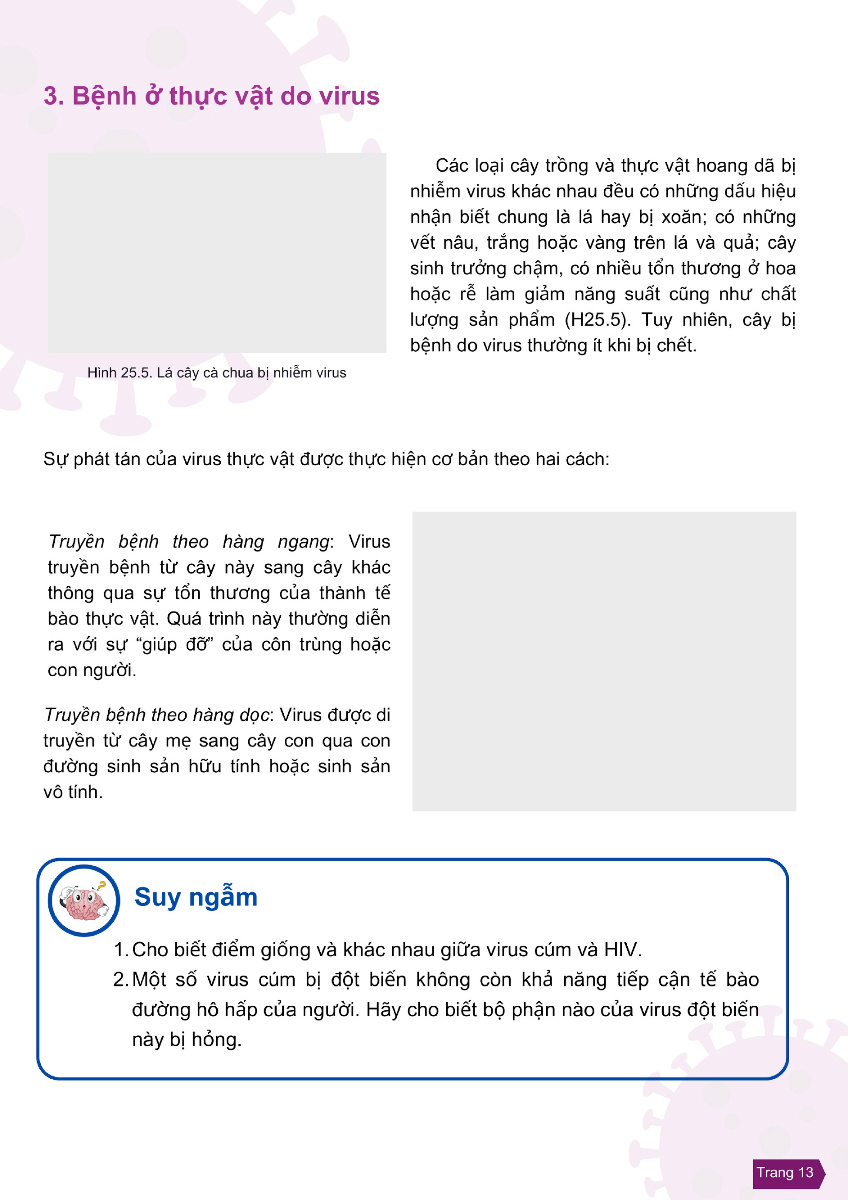 3. Bệnh ở thực vật do virus
Các loại cây trồng và thực vật hoang dã bị
nhiễm virus khác nhau đều có những dấu hiệu
nhận biết chung là lá hay bị xoăn; có những
vết nâu, trắng hoặc vàng trên lá và quả; cây
sinh trưởng chậm, có nhiều tổn thương ở hoa
hoặc rễ làm giảm năng suất cũng như chất
lượng sản phẩm (H25.5). Tuy nhiên, cây bị
bệnh do virus thường ít khi bị chết.
Hình 25.5. Lá cây cà chua bị nhiễm virus
Sự phát tán của virus thực vật được thực hiện cơ bản theo hai cách:
Truyền bệnh theo hàng ngang: Virus
truyền bệnh từ cây này sang cây khác
thông qua sự tổn thương của thành tế
bào thực vật. Quá trình này thường diễn
ra với sự “giúp đỡ” của côn trùng hoặc
con người.
Truyền bệnh theo hàng dọc: Virus được di
truyền từ cây mẹ sang cây con qua con
đường sinh sản hữu tính hoặc sinh sản
vô tính.
Suy ngẫm
1. Cho biết điểm giống và khác nhau giữa virus cúm và HIV.
2. Một số virus cúm bị đột biến không còn khả năng tiếp cận tế bào
đường hô hấp của người. Hãy cho biết bộ phận nào của virus đột biến
này bị hỏng.
Trang 13